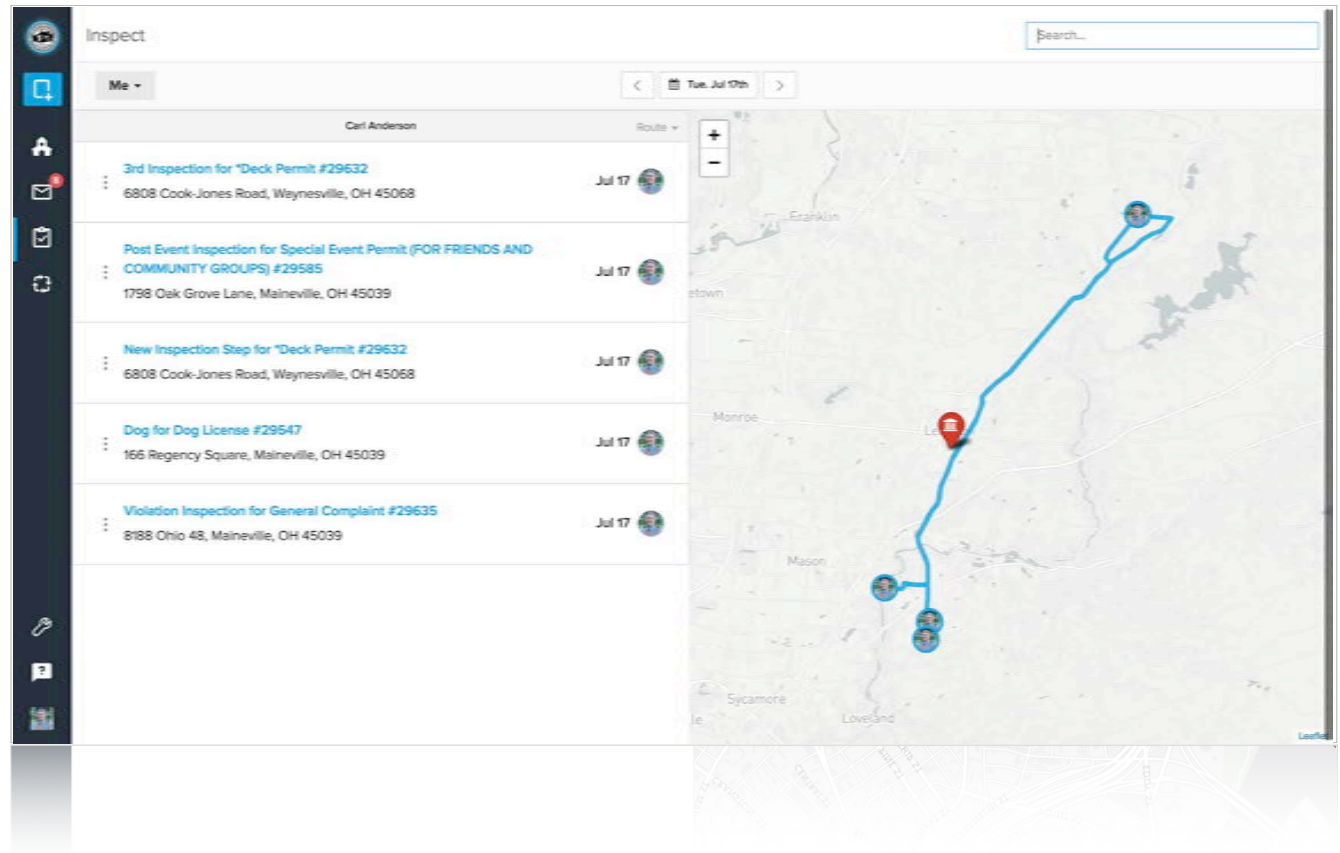 Inspect
Search...
Me
Tue. Jul 17th
Carl Anderson
Route
3rd Inspection for *Deck Permit #29632
6808 Cook-Jones Road, Waynesville, OH 45068
Jul 17
Post Event Inspection for Special Event Permit (FOR FRIENDS AND
COMMUNITY GROUPS) #29585
1798 Oak Grove Lane, Maineville, OH 45039
Jul 17
New Inspection Step for *Deck Permit #29632
6808 Cook-Jones Road, Waynesville, OH 45068
Jul 17
Dog for Dog License #29547
166 Regency Square, Maineville, OH 45039
Jul 17
Violation Inspection for General Complaint #29635
8188 Ohio 48, Maineville, OH 45039
Jul 17
+
-
Franklin
etown
Monroe
Le
Mason
Sycamore
le
Loveland
Leaflet